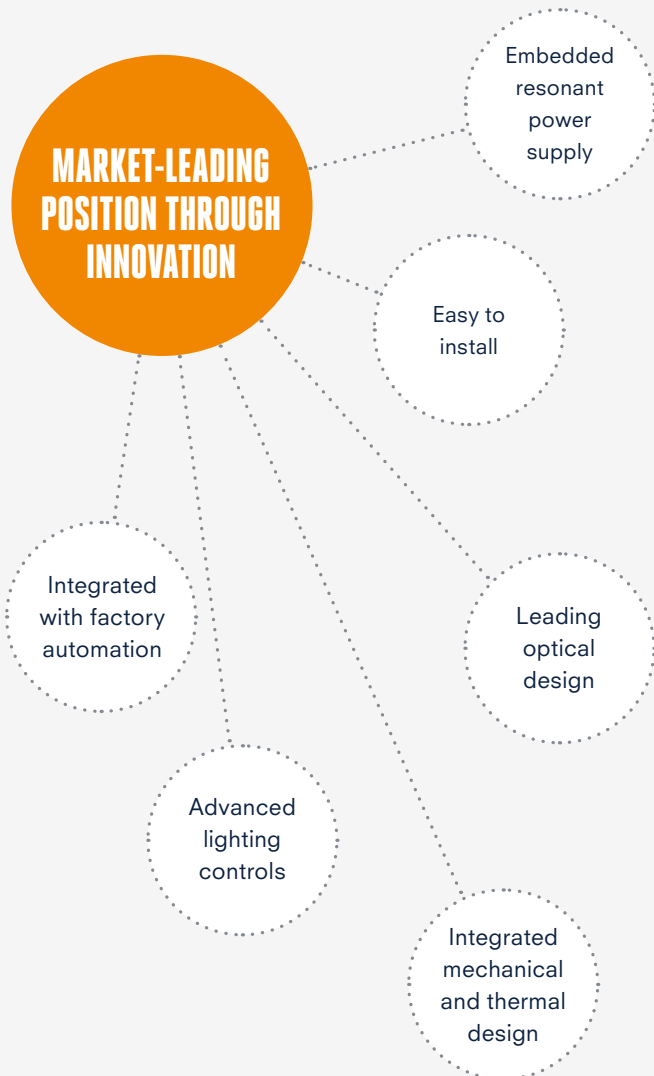 MARKET-LEADING
POSITION THROUGH
INNOVATION
Embedded
resonant
power
supply
Easy to
install
Leading
optical
design
Integrated
mechanical
and thermal
design
Advanced
lighting
controls
Integrated
with factory
automation